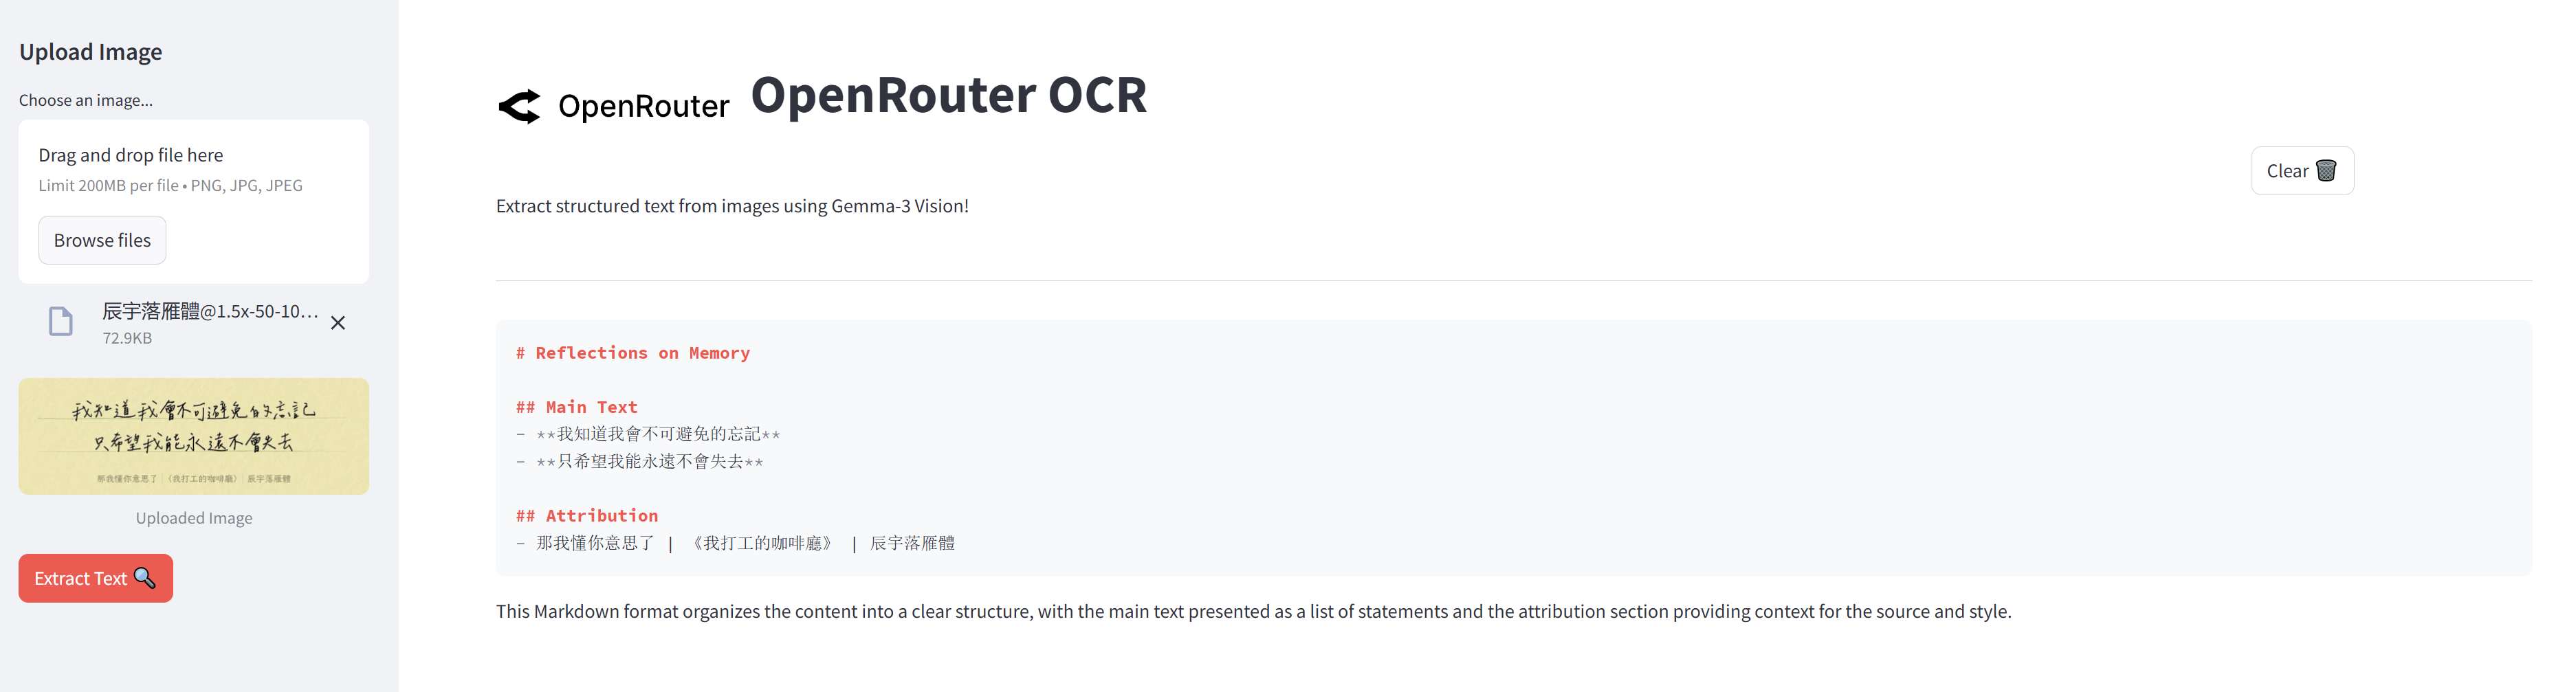 Upload Image
Choose an image...
Drag and drop file here
Limit 200MB per file • PNG, JPG, JPEG
Browse files
辰宇落雁體@1.5x-50-10...
72.9KB
我知道我會不可避免的忘記
只希望我能永遠不會失去
那我懂你意思了｜《我打工的咖啡廳》｜辰宇落雁體
Uploaded Image
Extract Text
OpenRouter
OpenRouter OCR
Clear
Extract structured text from images using Gemma-3 Vision!
# Reflections on Memory
## Main Text
- **我知道我會不可避免的忘記**
- **只希望我能永遠不會失去**
## Attribution
- 那我懂你意思了 | 《我打工的咖啡廳》 | 辰宇落雁體
This Markdown format organizes the content into a clear structure, with the main text presented as a list of statements and the attribution section providing context for the source and style.